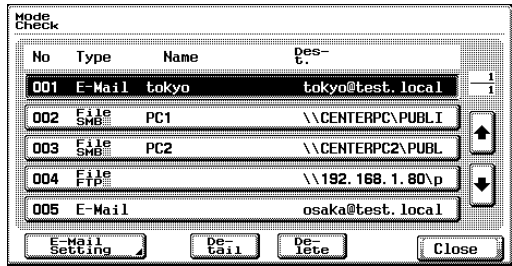 Mode
Check
No Type Name Des-
t.
001 E-Mail tokyo tokyo@test.local
1
1
002 File
SMB PC1 \\CENTERPC\PUBLI
003 File
SMB PC2 \\CENTERPC2\PUBL
004 File
FTP \\192.168.1.80\p
005 E-Mail osaka@test.local
E-Mail
Setting
De-
tail
De-
lete
Close